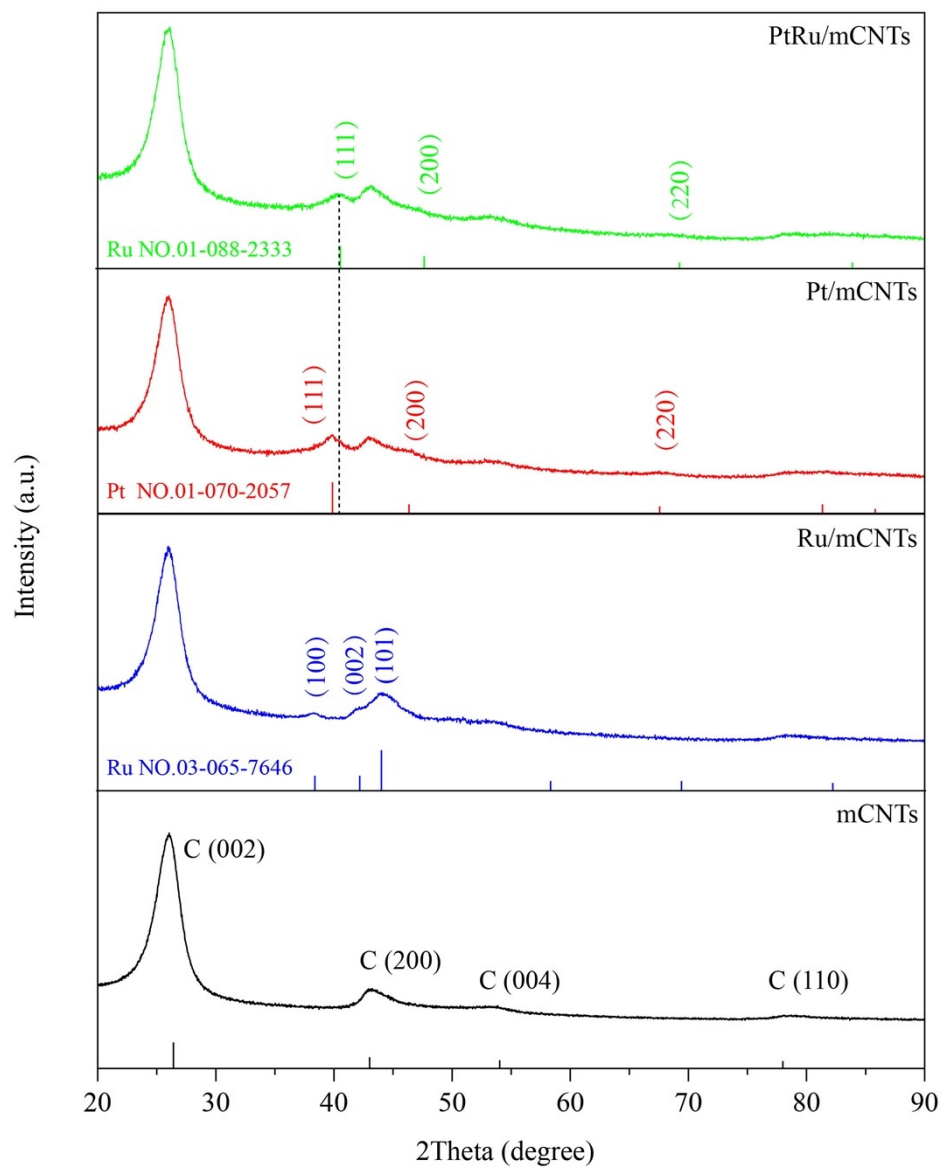 PtRu/mCNTs
(111)
(200)
(220)
Ru NO.01-088-2333
Pt/mCNTs
(111)
(200)
(220)
Pt NO.01-070-2057
Ru/mCNTs
(100)
(002)
(101)
Ru NO.03-065-7646
mCNTs
C (002)
C (200)
C (004)
C (110)
Intensity (a.u.)
20 30 40 50 60 70 80 90
2Theta (degree)